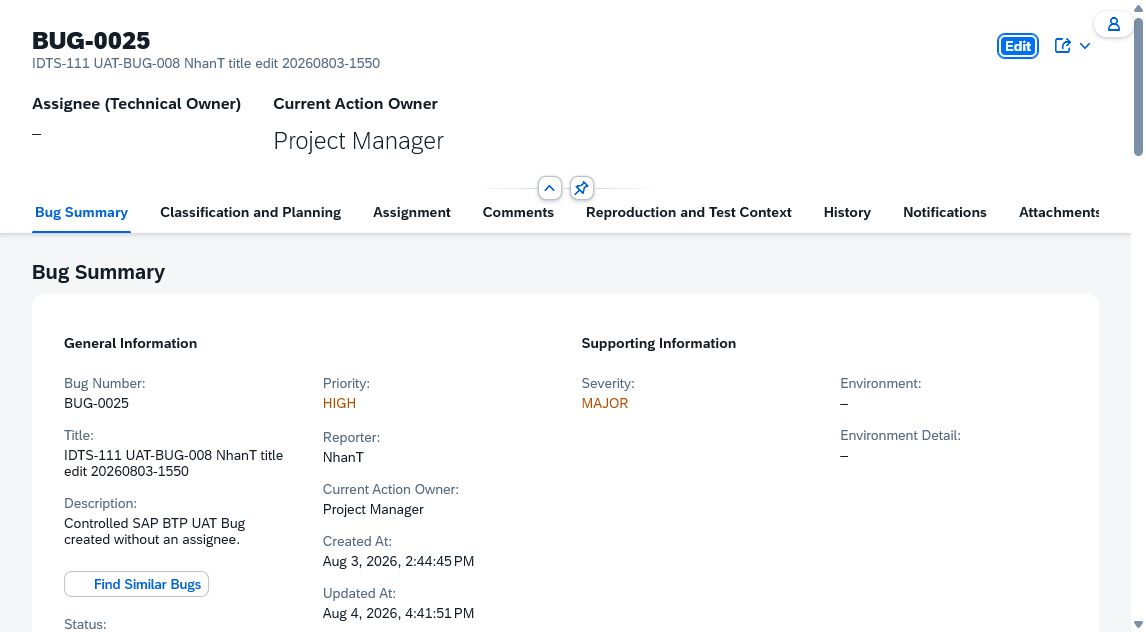 BUG-0025
IDTS-111 UAT-BUG-008 NhanT title edit 20260803-1550
Edit
Assignee (Technical Owner)
–
Current Action Owner
Project Manager
Bug Summary
Classification and Planning
Assignment
Comments
Reproduction and Test Context
History
Notifications
Attachments
Bug Summary
General Information
Bug Number:
BUG-0025
Title:
IDTS-111 UAT-BUG-008 NhanT title
edit 20260803-1550
Description:
Controlled SAP BTP UAT Bug
created without an assignee.
Find Similar Bugs
Status:
Priority:
HIGH
Reporter:
NhanT
Current Action Owner:
Project Manager
Created At:
Aug 3, 2026, 2:44:45 PM
Updated At:
Aug 4, 2026, 4:41:51 PM
Supporting Information
Severity:
MAJOR
Environment:
–
Environment Detail:
–